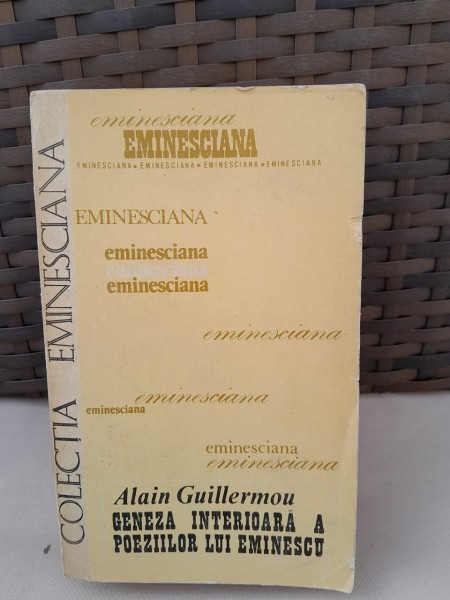 COLECȚIA EMINESCIANA
eminesciana
EMINESCIANA
EMINESCIANA • EMINESCIANA • EMINESCIANA • EMINESCIANA
EMINESCIANA
eminesciana
eminesciana
eminesciana
eminesciana
eminesciana
eminesciana
eminesciana
eminesciana
Alain Guillermou
GENEZA INTERIOARĂ A
POEZIILOR LUI EMINESCU